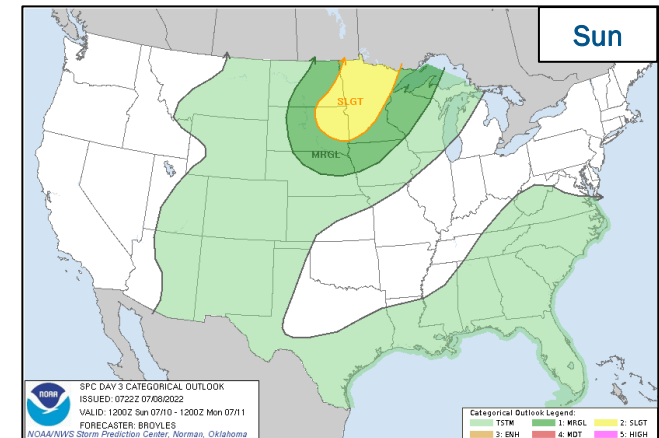 Sun
SLGT
MRGL
NOAA
SPC DAY 3 CATEGORICAL OUTLOOK
ISSUED: 0722Z 07/08/2022
VALID: 1200Z Sun 07/10 - 1200Z Mon 07/11
FORECASTER: BROYLES
NOAA/NWS Storm Prediction Center, Norman, Oklahoma
Categorical Outlook Legend:
TSTM 1: MRGL 2: SLGT
3: ENH 4: MDT 5: HIGH